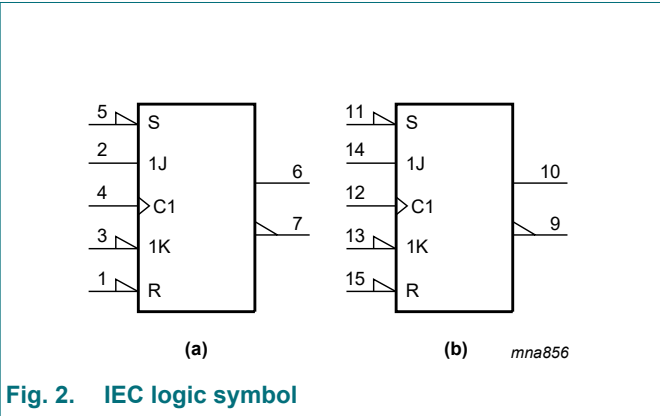 5 S 11 S
2 1J 14 1J
6 10
4 C1 12 C1
7 9
3 1K 13 1K
1 R 15 R
(a) (b) mna856
Fig. 2. IEC logic symbol